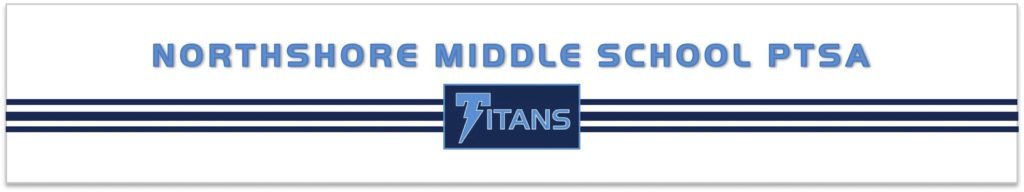 NORTHSHORE MIDDLE SCHOOL PTSA
TITANS